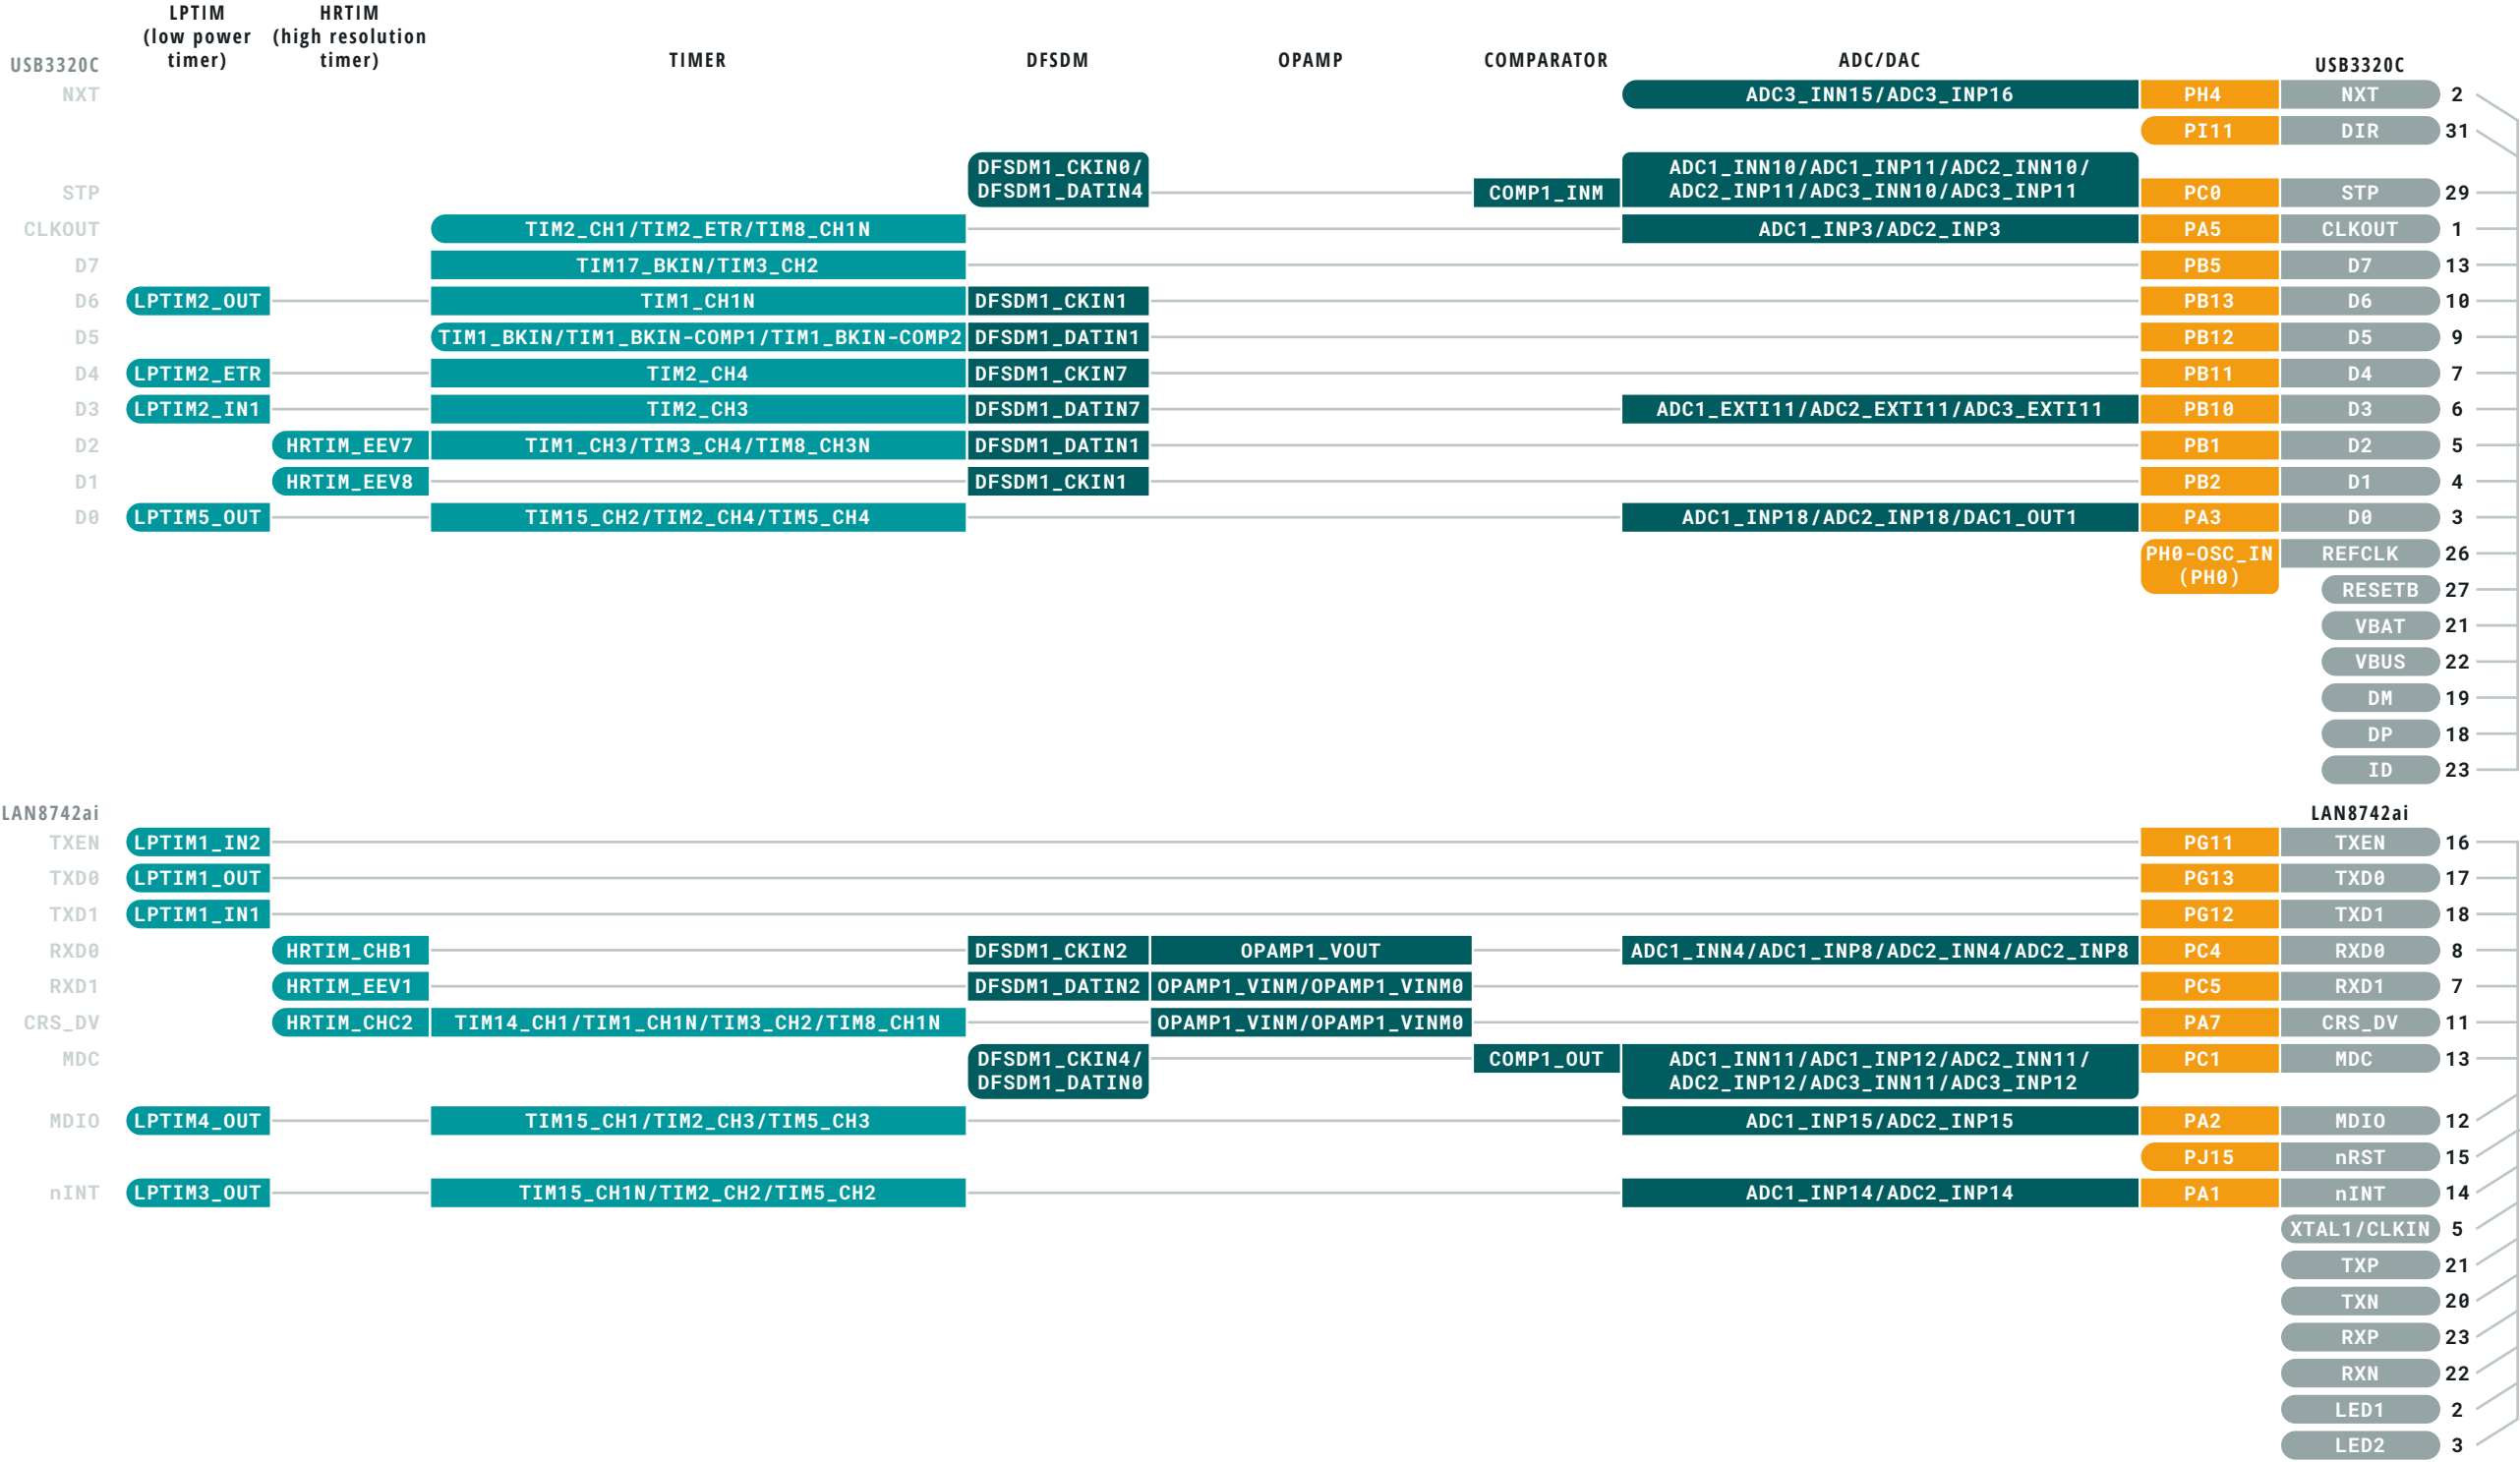 LPTIM HRTIM
(low power (high resolution
timer) timer) TIMER DFSDM OPAMP COMPARATOR ADC/DAC
USB3320C USB3320C
NXT ADC3_INN15/ADC3_INP16 PH4 NXT 2
PI11 DIR 31
DFSDM1_CKIN0/ ADC1_INN10/ADC1_INP11/ADC2_INN10/
STP DFSDM1_DATIN4 COMP1_INM ADC2_INP11/ADC3_INN10/ADC3_INP11 PC0 STP 29
CLKOUT TIM2_CH1/TIM2_ETR/TIM8_CH1N ADC1_INP3/ADC2_INP3 PA5 CLKOUT 1
D7 TIM17_BKIN/TIM3_CH2 PB5 D7 13
D6 LPTIM2_OUT TIM1_CH1N DFSDM1_CKIN1 PB13 D6 10
D5 TIM1_BKIN/TIM1_BKIN-COMP1/TIM1_BKIN-COMP2 DFSDM1_DATIN1 PB12 D5 9
D4 LPTIM2_ETR TIM2_CH4 DFSDM1_CKIN7 PB11 D4 7
D3 LPTIM2_IN1 TIM2_CH3 DFSDM1_DATIN7 ADC1_EXTI11/ADC2_EXTI11/ADC3_EXTI11 PB10 D3 6
D2 HRTIM_EEV7 TIM1_CH3/TIM3_CH4/TIM8_CH3N DFSDM1_DATIN1 PB1 D2 5
D1 HRTIM_EEV8 DFSDM1_CKIN1 PB2 D1 4
D0 LPTIM5_OUT TIM15_CH2/TIM2_CH4/TIM5_CH4 ADC1_INP18/ADC2_INP18/DAC1_OUT1 PA3 D0 3
PH0-OSC_IN REFCLK 26
(PH0) RESETB 27
VBAT 21
VBUS 22
DM 19
DP 18
ID 23
LAN8742ai LAN8742ai
TXEN LPTIM1_IN2 PG11 TXEN 16
TXD0 LPTIM1_OUT PG13 TXD0 17
TXD1 LPTIM1_IN1 PG12 TXD1 18
RXD0 HRTIM_CHB1 DFSDM1_CKIN2 OPAMP1_VOUT ADC1_INN4/ADC1_INP8/ADC2_INN4/ADC2_INP8 PC4 RXD0 8
RXD1 HRTIM_EEV1 DFSDM1_DATIN2 OPAMP1_VINM/OPAMP1_VINM0 PC5 RXD1 7
CRS_DV HRTIM_CHC2 TIM14_CH1/TIM1_CH1N/TIM3_CH2/TIM8_CH1N OPAMP1_VINM/OPAMP1_VINM0 PA7 CRS_DV 11
MDC DFSDM1_CKIN4/ COMP1_OUT ADC1_INN11/ADC1_INP12/ADC2_INN11/ PC1 MDC 13
DFSDM1_DATIN0 ADC2_INP12/ADC3_INN11/ADC3_INP12
MDIO LPTIM4_OUT TIM15_CH1/TIM2_CH3/TIM5_CH3 ADC1_INP15/ADC2_INP15 PA2 MDIO 12
PJ15 nRST 15
nINT LPTIM3_OUT TIM15_CH1N/TIM2_CH2/TIM5_CH2 ADC1_INP14/ADC2_INP14 PA1 nINT 14
XTAL1/CLKIN 5
TXP 21
TXN 20
RXP 23
RXN 22
LED1 2
LED2 3